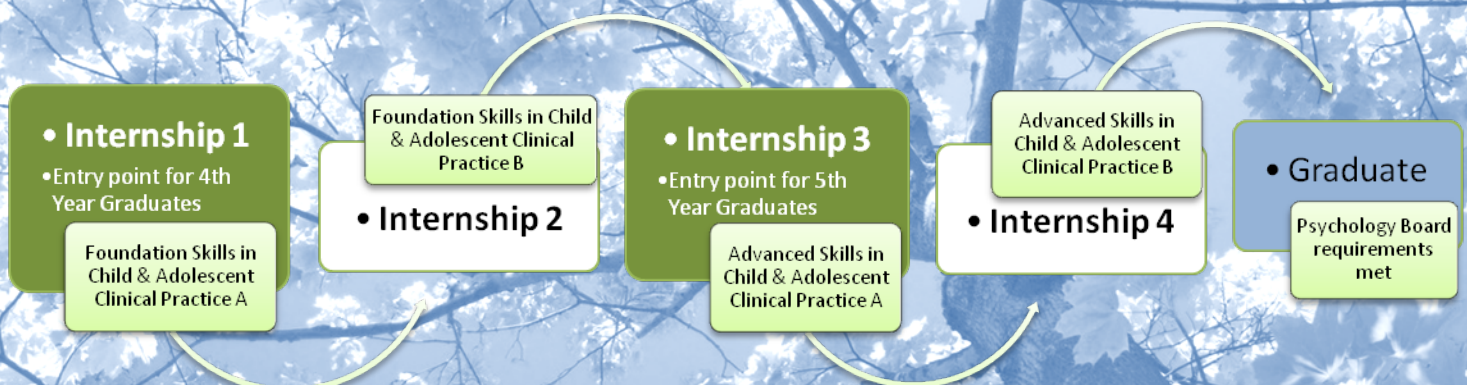 • Internship 1
•Entry point for 4th
Year Graduates
Foundation Skills in
Child & Adolescent
Clinical Practice A
Foundation Skills in Child
& Adolescent Clinical
Practice B
• Internship 2
• Internship 3
•Entry point for 5th
Year Graduates
Advanced Skills in
Child & Adolescent
Clinical Practice A
Advanced Skills in
Child & Adolescent
Clinical Practice B
• Internship 4
• Graduate
Psychology Board
requirements
met